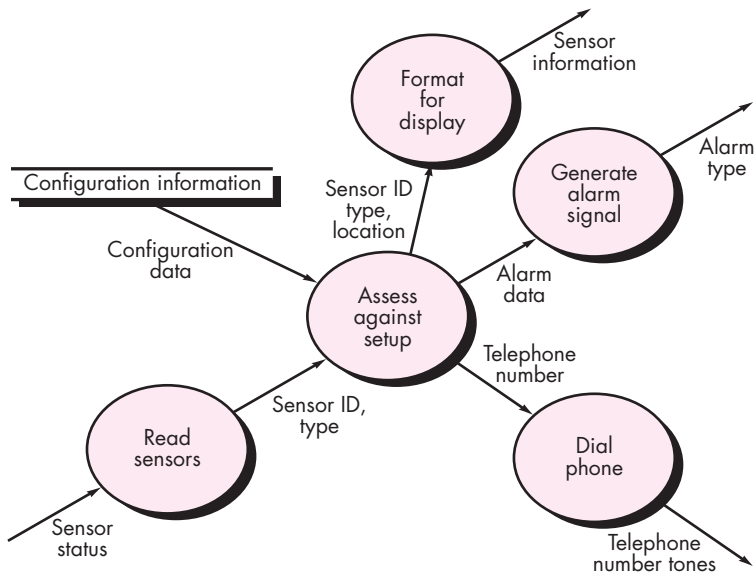 Sensor
information
Format
for
display
Alarm
type
Generate
alarm
signal
Configuration information
Sensor ID
type,
location
Configuration
data
Alarm
data
Assess
against
setup
Telephone
number
Sensor ID,
type
Read
sensors
Dial
phone
Sensor
status
Telephone
number tones